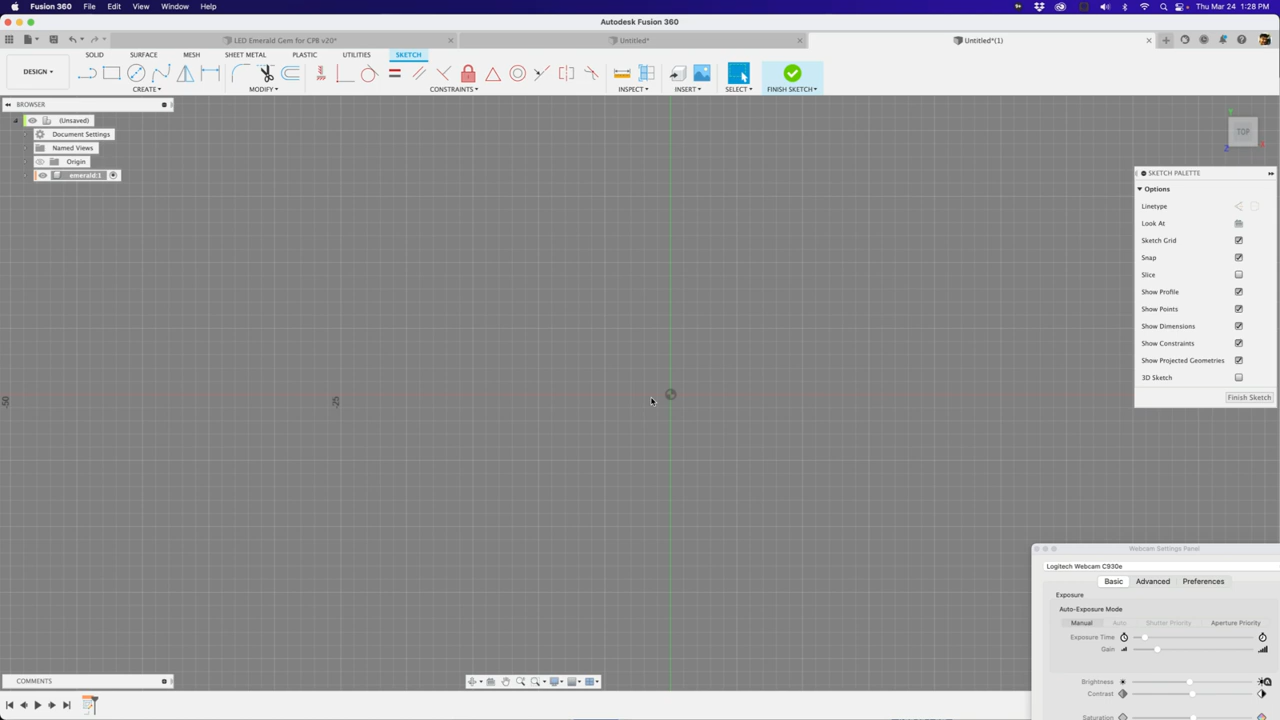 Fusion 360 File Edit View Window Help Thu Mar 24 1:28 PM
Autodesk Fusion 360
LED Emerald Gem for CPB v20* Untitled* Untitled*(1)
SOLID SURFACE MESH SHEET METAL PLASTIC UTILITIES SKETCH
DESIGN
CREATE MODIFY CONSTRAINTS INSPECT INSERT SELECT FINISH SKETCH
BROWSER
(Unsaved)
Document Settings
Named Views
Origin
emerald:1
TOP
Z
SKETCH PALETTE
Options
Linetype
Look At
Sketch Grid
Snap
Slice
Show Profile
Show Points
Show Dimensions
Show Constraints
Show Projected Geometries
3D Sketch
Finish Sketch
-50
-25
Webcam Settings Panel
Logitech Webcam C930e
Basic Advanced Preferences
Exposure
Auto-Exposure Mode
Manual Auto Shutter Priority Aperture Priority
Exposure Time
Gain
Brightness
Contrast
Saturation
COMMENTS